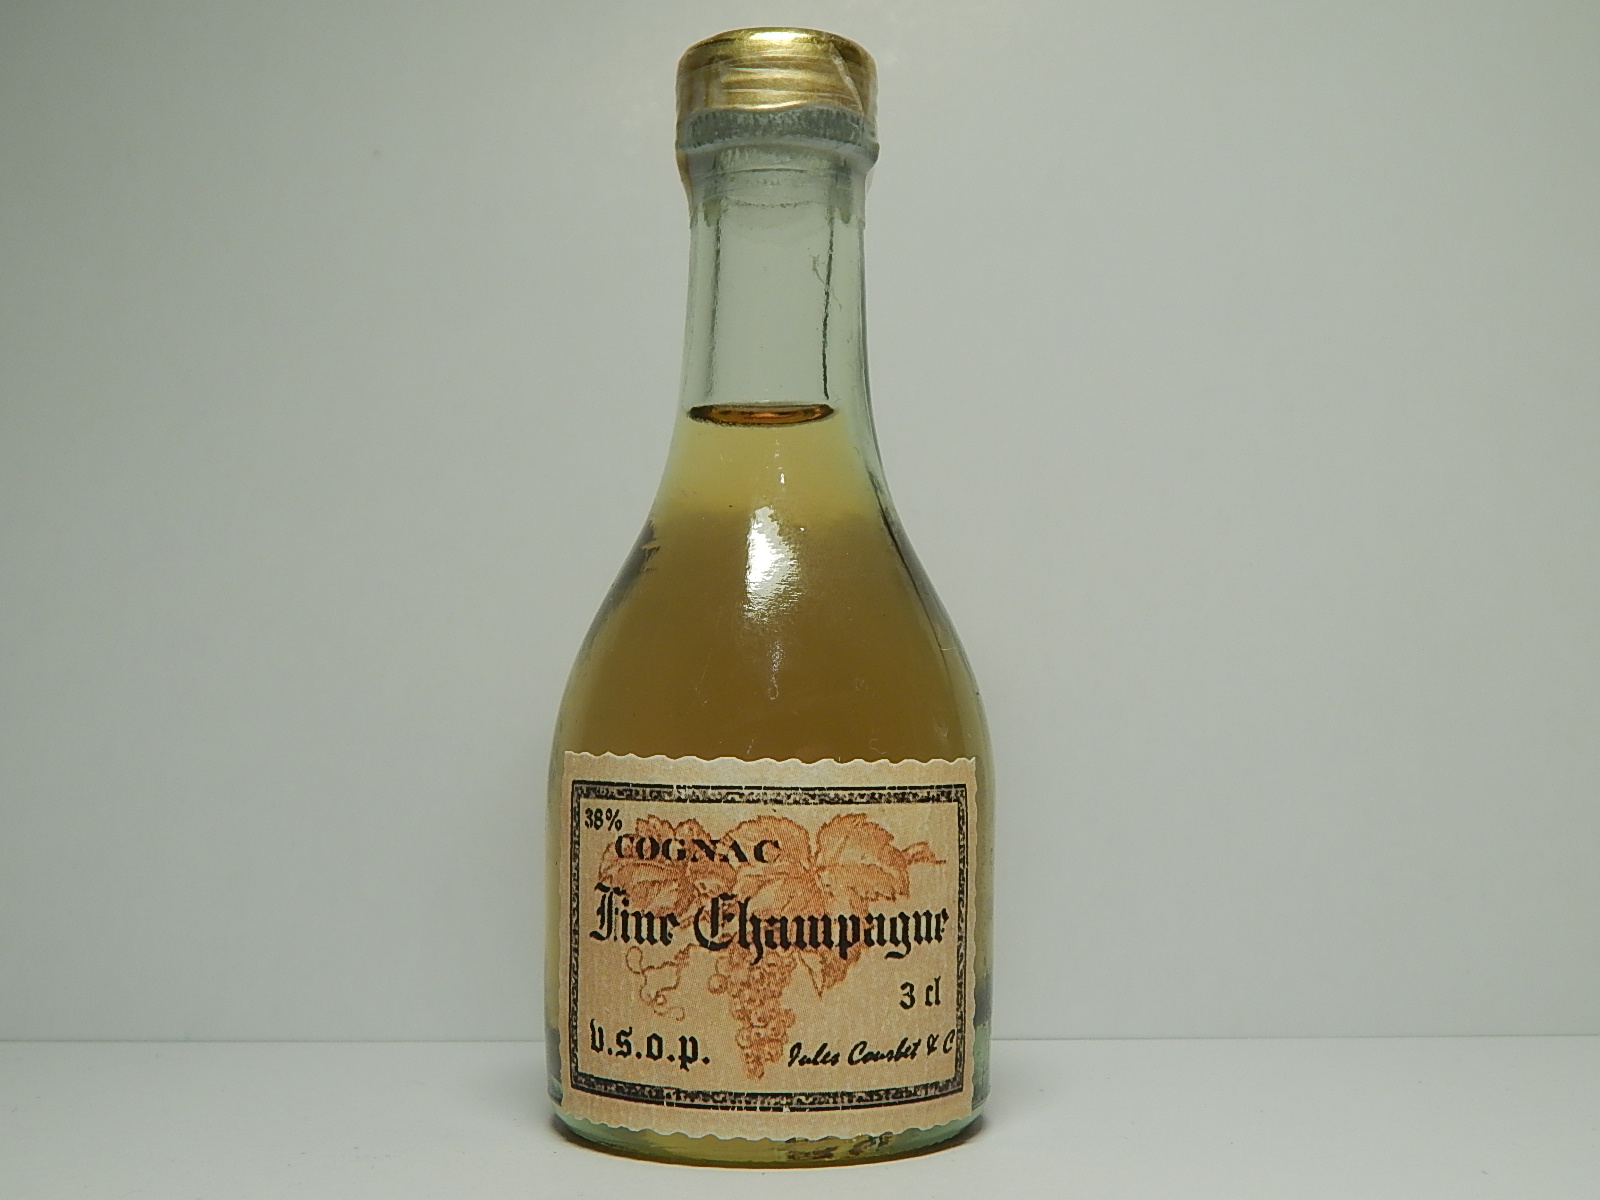 38%
COGNAC
Fine Champagne
3 cl
V.S.O.P.
Jules Courbet & C